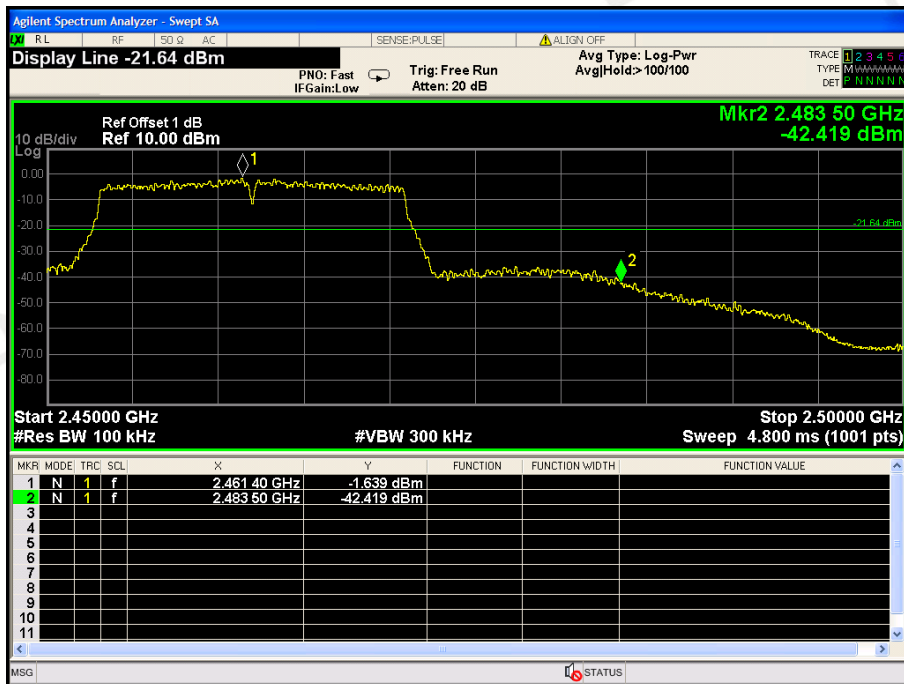 Agilent Spectrum Analyzer - Swept SA
LXI RL RF 50 Ω AC SENSE:PULSE ALIGN OFF
Display Line -21.64 dBm
PNO: Fast Trig: Free Run Avg Type: Log-Pwr TRACE 1 2 3 4 5 6
IFGain:Low Atten: 20 dB Avg|Hold:> 100/100 TYPE MWWWWW
DET P N N N N N
Mkr2 2.483 50 GHz
-42.419 dBm
Ref Offset 1 dB
10 dB/div Ref 10.00 dBm
Log
1
0.00
-10.0
-20.0
-21.64 dBm
-30.0
2
-40.0
-50.0
-60.0
-70.0
-80.0
Start 2.45000 GHz Stop 2.50000 GHz
#Res BW 100 kHz #VBW 300 kHz Sweep 4.800 ms (1001 pts)
MKR MODE TRC SCL X Y FUNCTION FUNCTION WIDTH FUNCTION VALUE
1 N 1 f 2.461 40 GHz -1.639 dBm
2 N 1 f 2.483 50 GHz -42.419 dBm
3
4
5
6
7
8
9
10
11
MSG STATUS